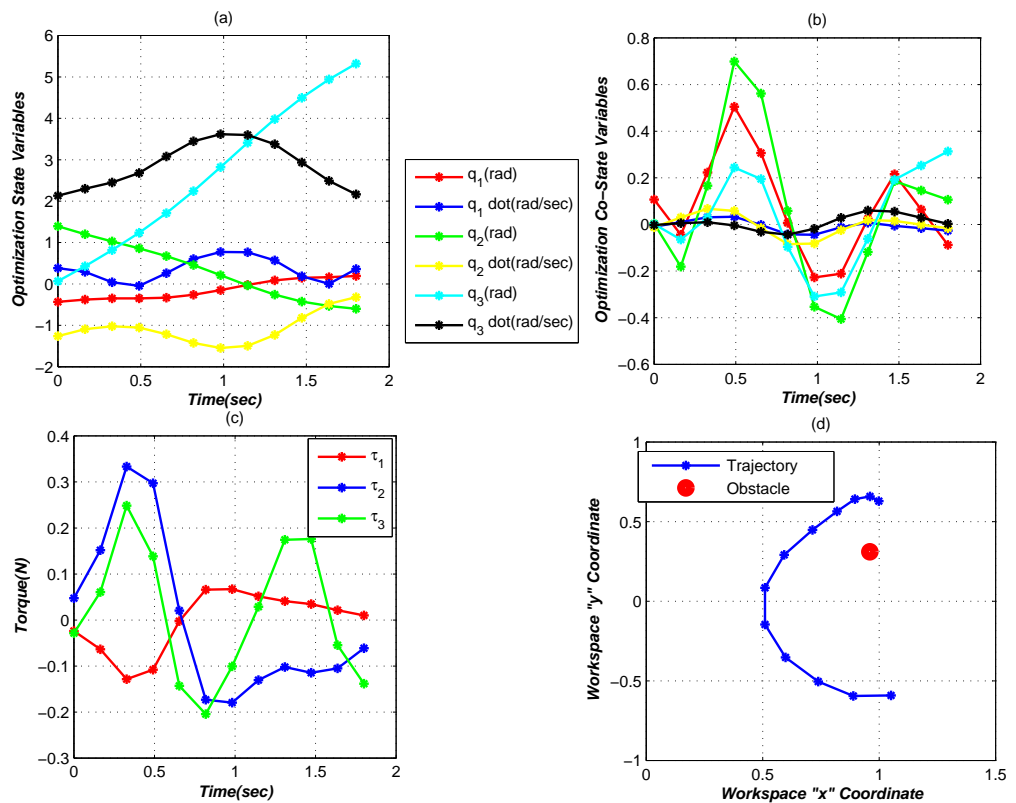 (a)
Optimization State Variables
6
5
4
3
2
1
0
−1
−2
0
0.5
1
1.5
2
Time(sec)
q1(rad)
q1 dot(rad/sec)
q2(rad)
q2 dot(rad/sec)
q3(rad)
q3 dot(rad/sec)
(b)
Optimization Co−State Variables
0.8
0.6
0.4
0.2
0
−0.2
−0.4
−0.6
0
0.5
1
1.5
2
Time(sec)
(c)
Torque(N)
0.4
0.3
0.2
0.1
0
−0.1
−0.2
−0.3
0
0.5
1
1.5
2
Time(sec)
τ1
τ2
τ3
(d)
Workspace "y" Coordinate
1
0.5
0
−0.5
−1
0
0.5
1
1.5
Workspace "x" Coordinate
Trajectory
Obstacle